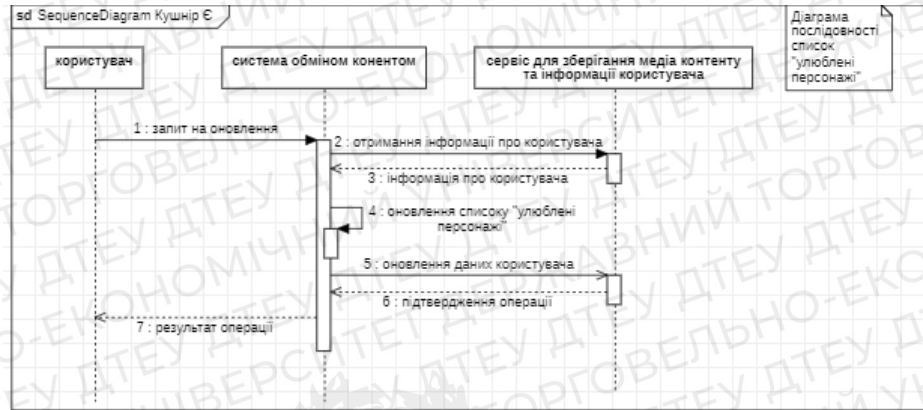 sd SequenceDiagram Кушнір Є
Діаграма
послідовності
список
"улюблені
персонажі"
користувач
система обміном конентом
сервіс для зберігання медіа контенту
та інформації користувача
1 : запит на оновлення
2 : отримання інформації про користувача
3 : інформація про користувача
4 : оновлення списоку "улюблені
персонажі"
5 : оновлення даних користувача
6 : підтвердження операції
7 : результат операції